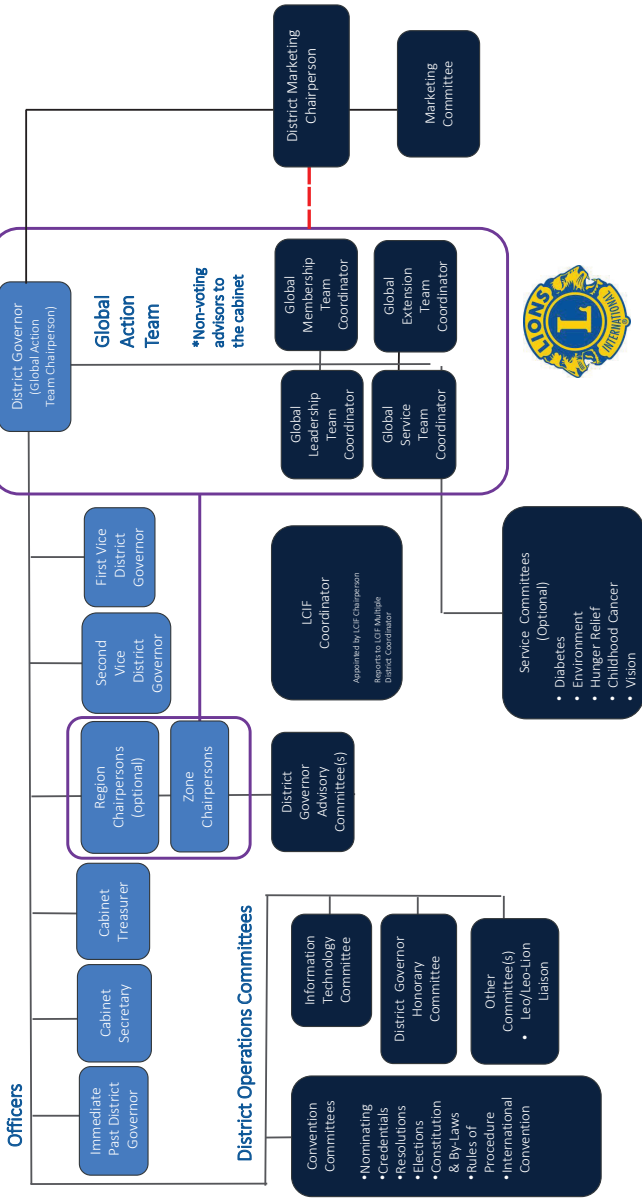 Officers
District Governor
(Global Action
Team Chairperson)
Immediate
Past District
Governor
Cabinet
Secretary
Cabinet
Treasurer
Region
Chairpersons
(optional)
Zone
Chairpersons
Second
Vice
District
Governor
First Vice
District
Governor
Global
Action
Team
*Non-voting
advisors to
the cabinet
District Marketing
Chairperson
Marketing
Committee
Global
Leadership
Team
Coordinator
Global
Membership
Team
Coordinator
Global
Service
Team
Coordinator
Global
Extension
Team
Coordinator
LCIF
Coordinator
Appointed by LCIF Chairperson
Reports to LCIF Multiple
District Coordinator
District
Governor
Advisory
Committee(s)
District Operations Committees
Convention
Committees
• Nominating
• Credentials
• Resolutions
• Elections
• Constitution
& By-Laws
• Rules of
Procedure
• International
Convention
Information
Technology
Committee
District Governor
Honorary
Committee
Other
Committee(s)
• Leo/Leo-Lion
Liaison
Service Committees
(Optional)
• Diabetes
• Environment
• Hunger Relief
• Childhood Cancer
• Vision
LIONS
L
INTERNATIONAL